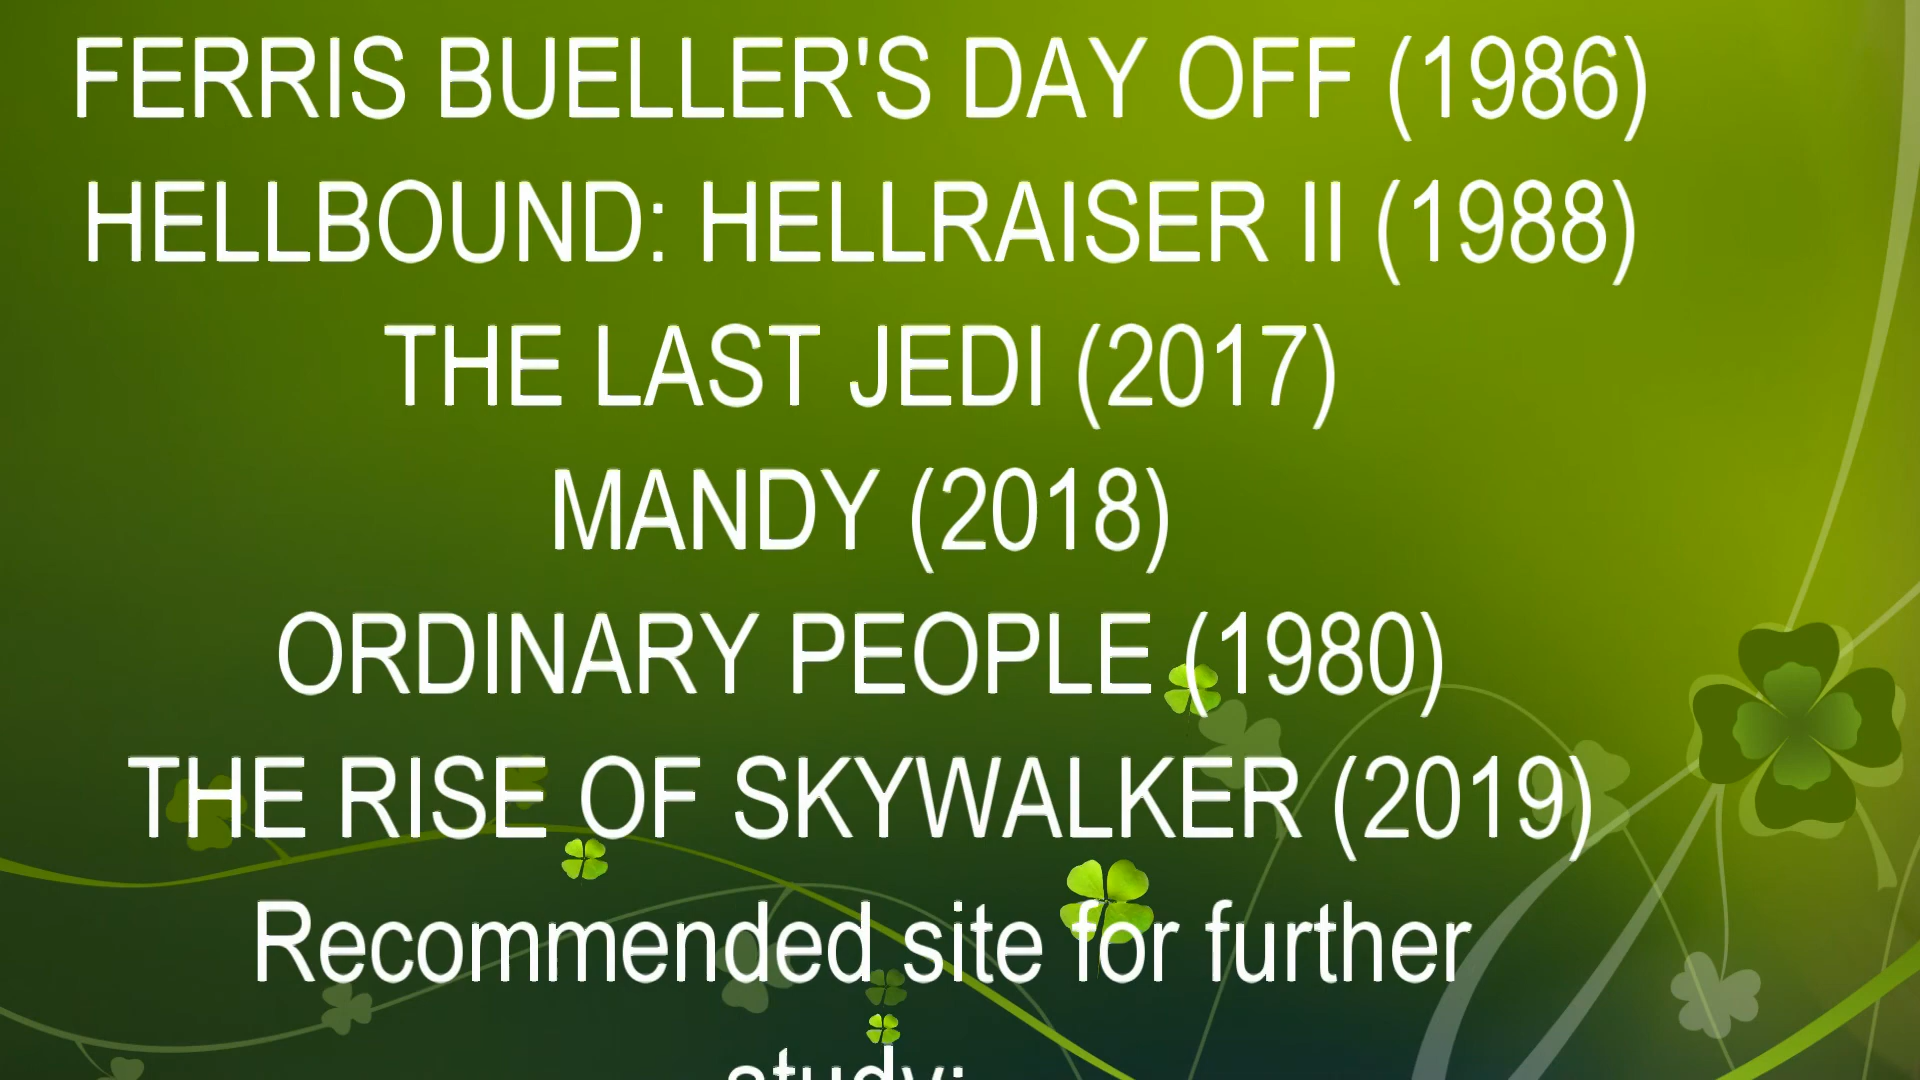 FERRIS BUELLER'S DAY OFF (1986)
HELLBOUND: HELLRAISER II (1988)
THE LAST JEDI (2017)
MANDY (2018)
ORDINARY PEOPLE (1980)
THE RISE OF SKYWALKER (2019)
Recommended site for further
study: